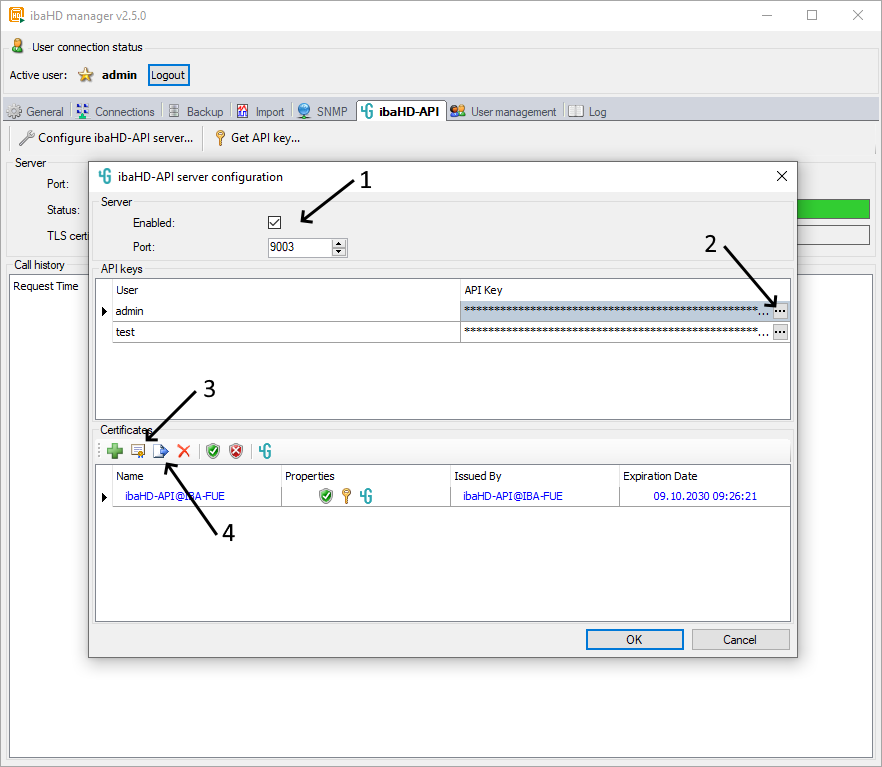 ibaHD manager v2.5.0
User connection status
Active user: admin Logout
General Connections Backup Import SNMP ibaHD-API User management Log
Configure ibaHD-API server... Get API key...
Server
Port:
Status:
TLS certi
Call history
Request Time
ibaHD-API server configuration
1
Server
Enabled:
Port: 9003
2
API keys
User API Key
admin **************************************************... ...
test **************************************************... ...
3
Certificates
Name Properties Issued By Expiration Date
ibaHD-API@IBA-FUE ibaHD-API@IBA-FUE 09.10.2030 09:26:21
4
OK Cancel